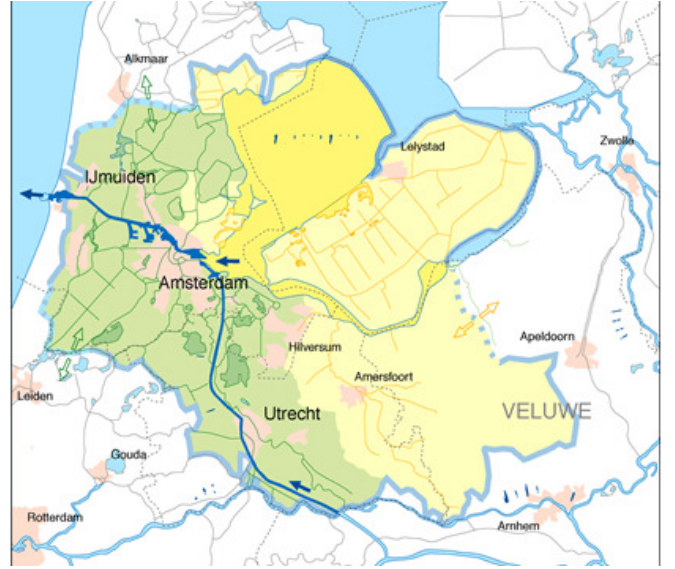 Alkmaar
Zwolle
Lelystad
IJmuiden
Amsterdam
Apeldoorn
Hilversum
Amersfoort
Leiden
Utrecht
VELUWE
Gouda
Rotterdam
Arnhem